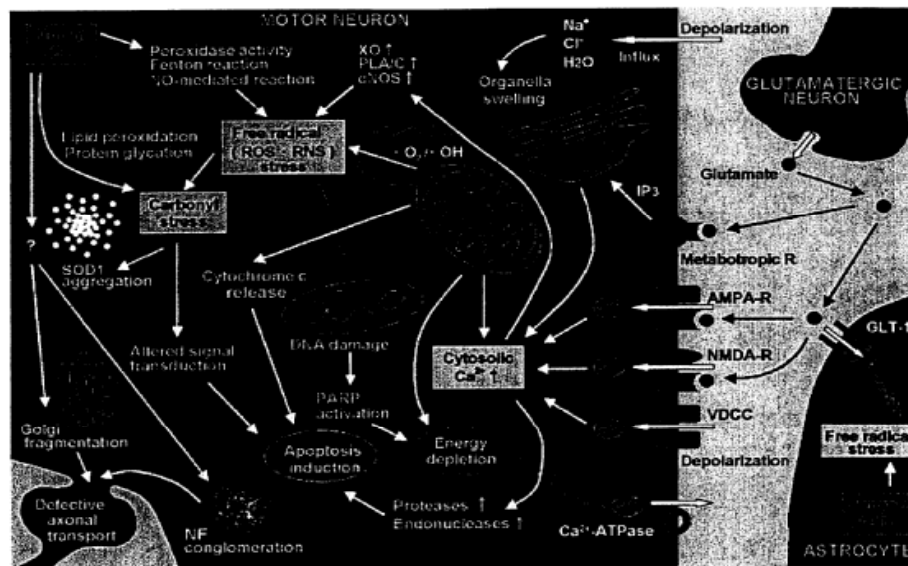 MOTOR NEURON
Peroxidase activity
Fenton reaction
NO-mediated reaction
XO ↑
PLA/C ↑
cNOS ↑
Na⁺
Cl⁻
H2O
Influx
Depolarization
Organella
swelling
GLUTAMATERGIC
NEURON
Lipid peroxidation
Protein glycation
Free radical
(ROS - RNS)
stress
Glutamate
IP3
Carbonyl
stress
?
Metabotropic R
SOD1
aggregation
Cytochrome c
release
AMPA-R
GLT-1
DNA damage
Altered signal
transduction
Cytosolic
Ca²⁺ ↑
NMDA-R
PARP
activation
VDCC
Golgi
fragmentation
Apoptosis
induction
Energy
depletion
Free radical
stress
Depolarization
Defective
axonal
transport
NF
conglomeration
Proteases ↑
Endonucleases ↑
Ca²⁺-ATPase
ASTROCYTE